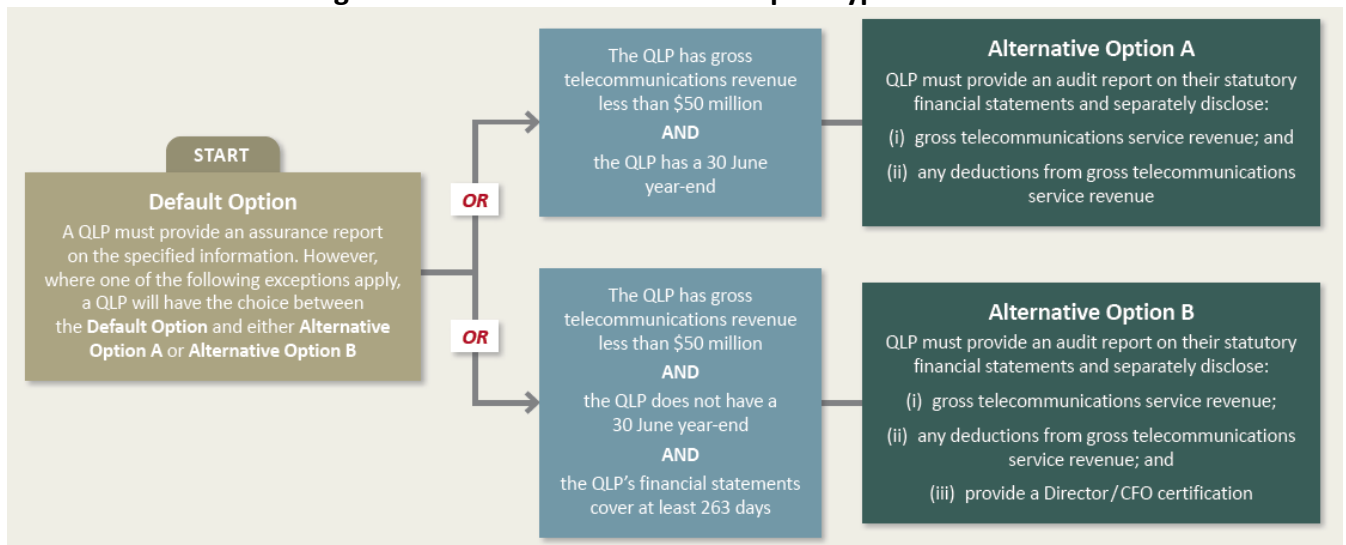 START
Default Option
A QLP must provide an assurance report
on the specified information. However,
where one of the following exceptions apply,
a QLP will have the choice between
the Default Option and either Alternative
Option A or Alternative Option B
OR
OR
The QLP has gross
telecommunications revenue
less than $50 million
AND
the QLP has a 30 June
year-end
Alternative Option A
QLP must provide an audit report on their statutory
financial statements and separately disclose:
(i) gross telecommunications service revenue; and
(ii) any deductions from gross telecommunications
service revenue
The QLP has gross
telecommunications revenue
less than $50 million
AND
the QLP does not have a
30 June year-end
AND
the QLP's financial statements
cover at least 263 days
Alternative Option B
QLP must provide an audit report on their statutory
financial statements and separately disclose:
(i) gross telecommunications service revenue;
(ii) any deductions from gross telecommunications
service revenue; and
(iii) provide a Director/CFO certification